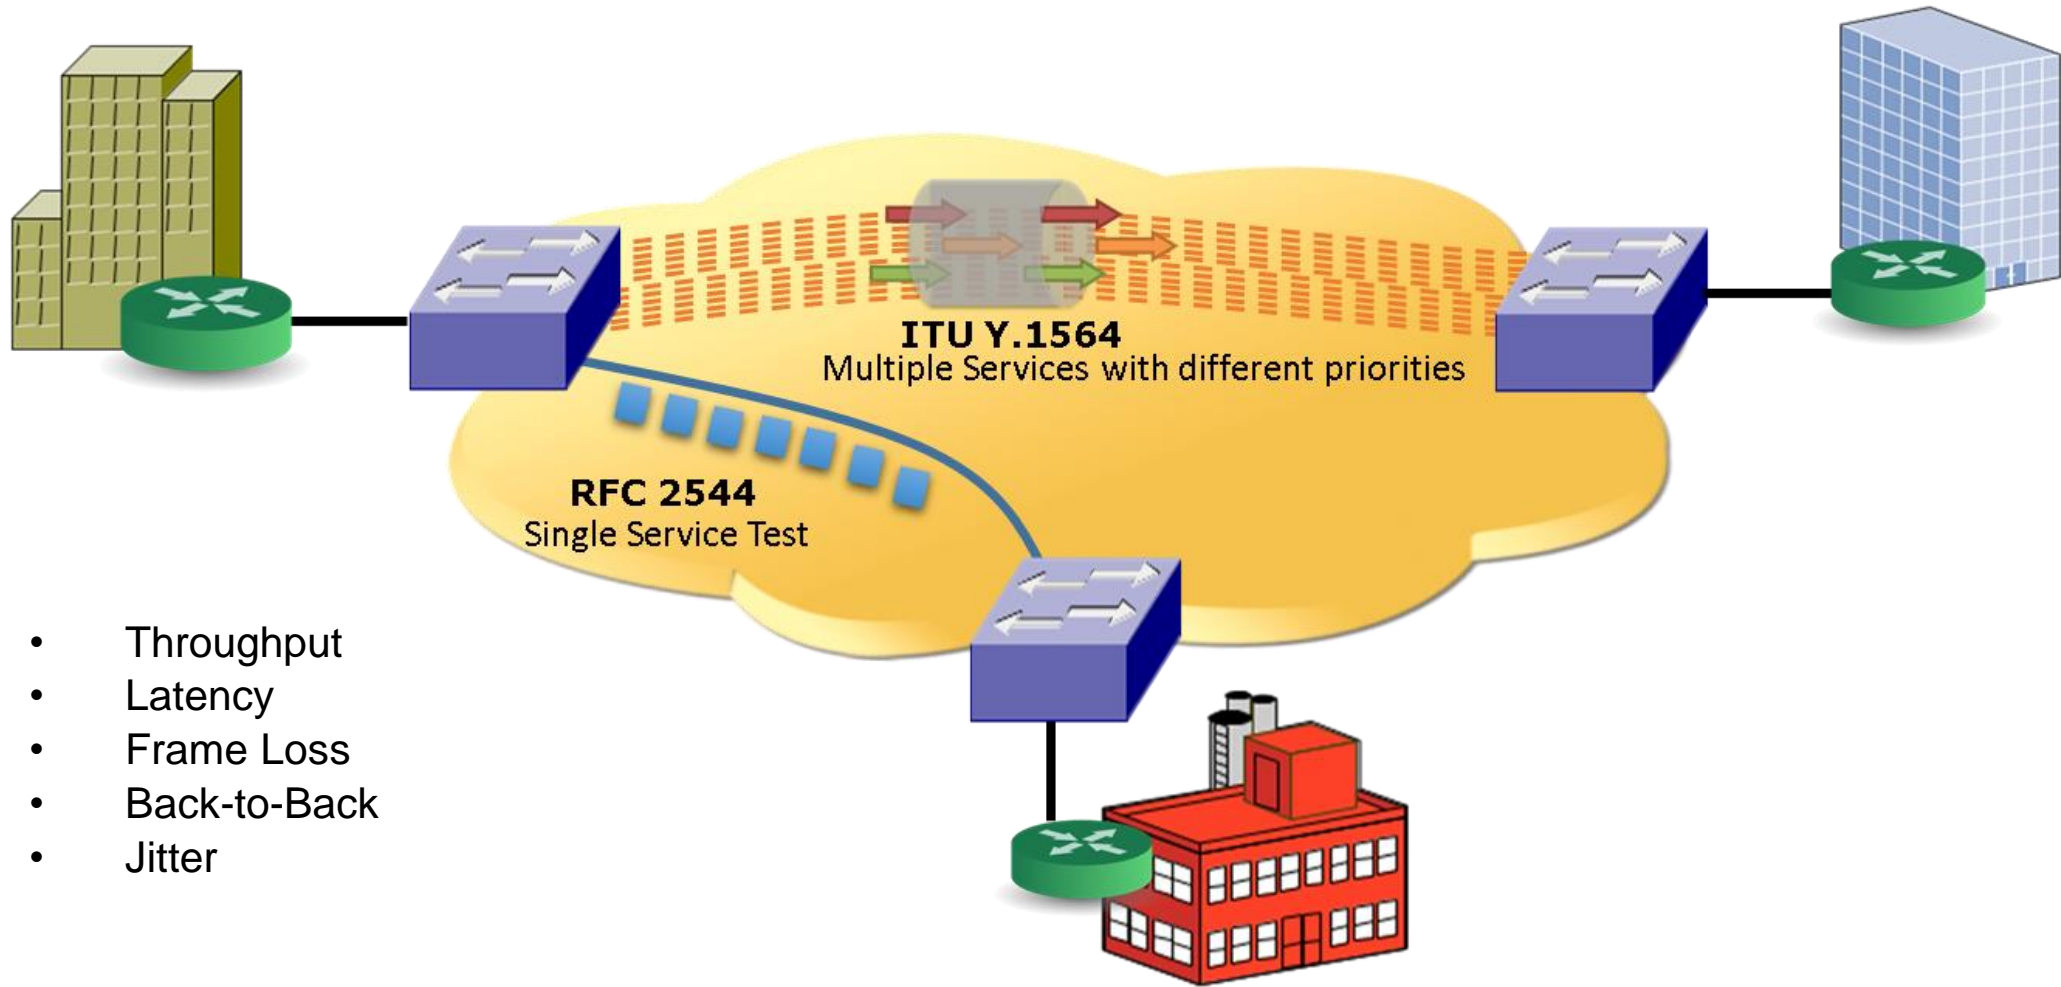 ITU Y.1564
Multiple Services with different priorities
RFC 2544
Single Service Test
• Throughput
• Latency
• Frame Loss
• Back-to-Back
• Jitter